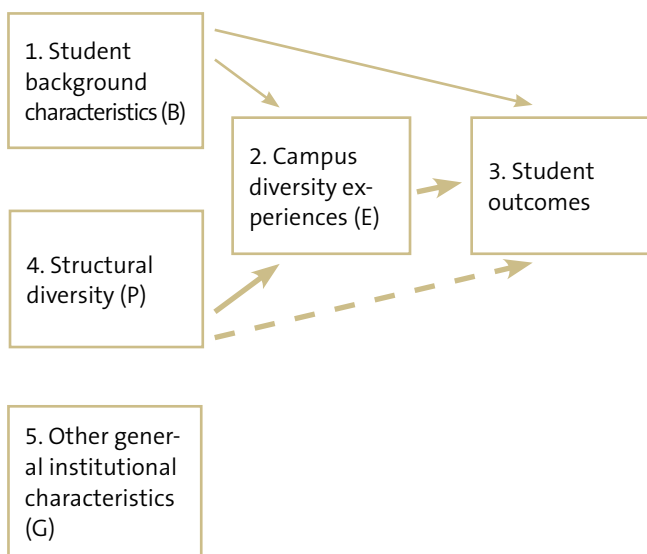 1. Student
background
characteristics (B)
2. Campus
diversity ex-
periences (E)
3. Student
outcomes
4. Structural
diversity (P)
5. Other gener-
al institutional
characteristics
(G)